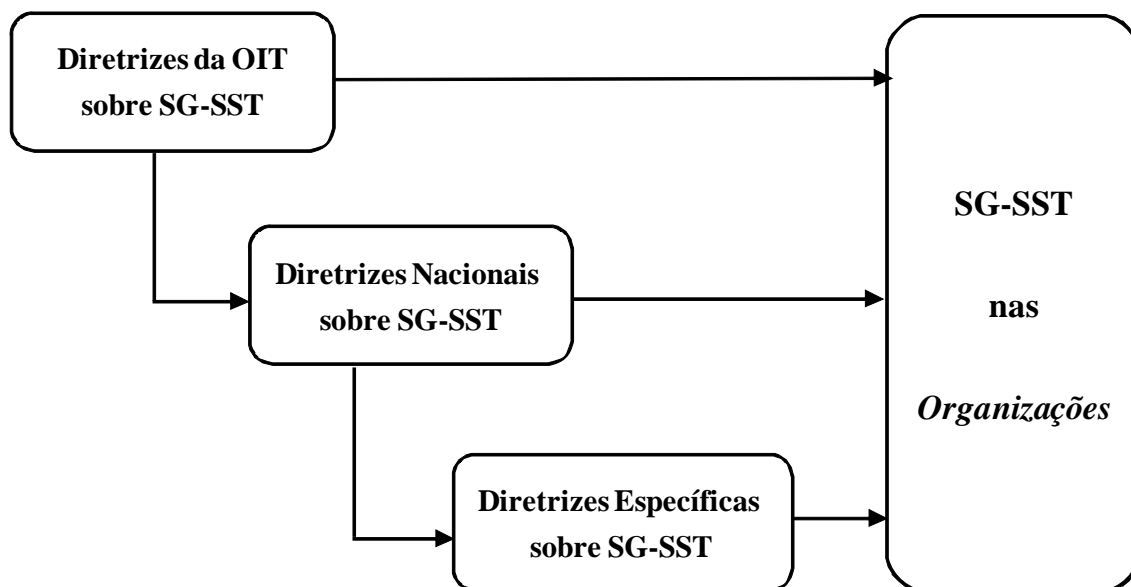 Diretrizes da OIT
sobre SG-SST
Diretrizes Nacionais
sobre SG-SST
Diretrizes Específicas
sobre SG-SST
SG-SST
nas
Organizações